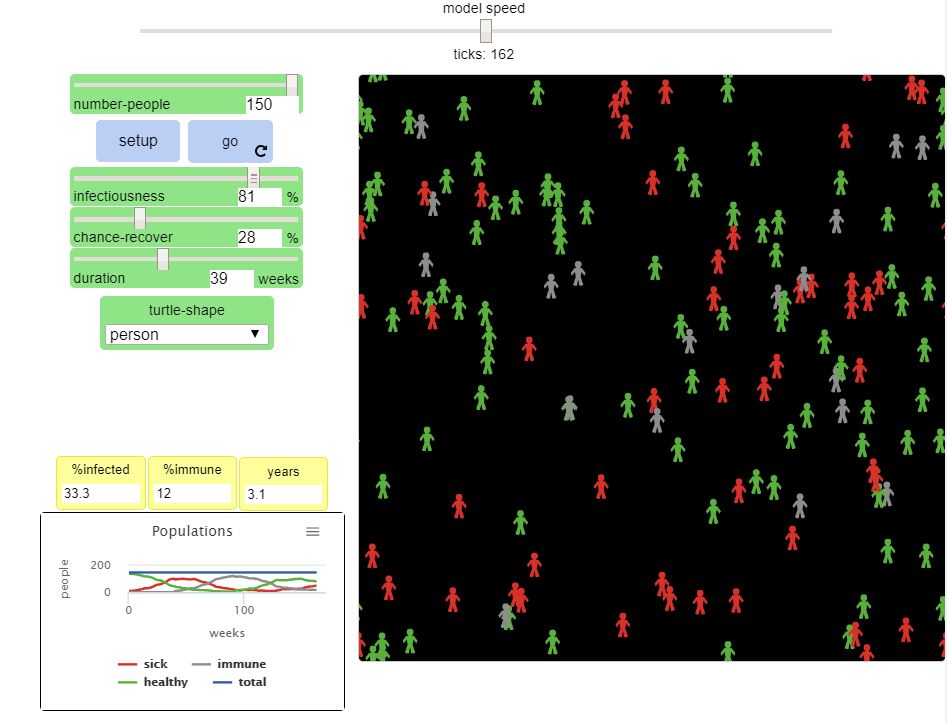 model speed
ticks: 162
number-people 150
setup go
infectiousness 81 %
chance-recover 28 %
duration 39 weeks
turtle-shape
person
%infected %immune years
33.3 12 3.1
Populations
200
people
0
0 100
weeks
sick immune
healthy total